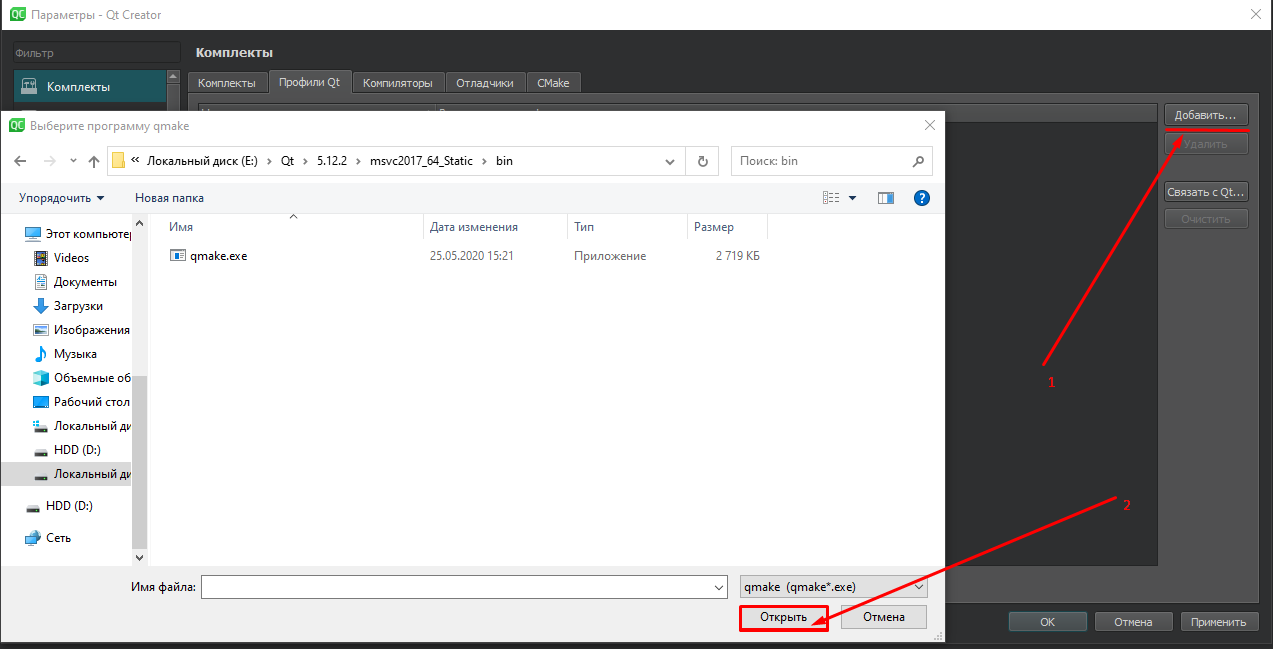 QC Параметры - Qt Creator
Фильтр
Комплекты
Комплекты
Комплекты
Профили Qt
Компиляторы
Отладчики
CMake
Добавить...
Удалить
Связать с Qt...
Очистить
QC Выберите программу qmake
« Локальный диск (E:) › Qt › 5.12.2 › msvc2017_64_Static › bin
Поиск: bin
Упорядочить
Новая папка
?
Имя
Дата изменения
Тип
Размер
qmake.exe
25.05.2020 15:21
Приложение
2 719 КБ
Этот компьютер
Videos
Документы
Загрузки
Изображения
Музыка
Объемные об
Рабочий стол
Локальный ди
HDD (D:)
Локальный ди
HDD (D:)
Сеть
1
2
Имя файла:
qmake (qmake*.exe)
Открыть
Отмена
OK
Отмена
Применить